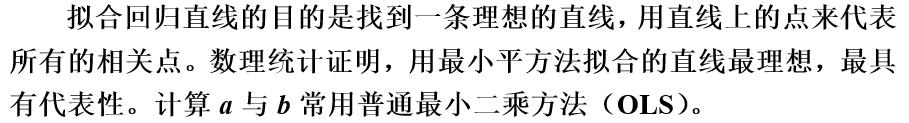 拟合回归直线的目的是找到一条理想的直线，用直线上的点来代表
所有的相关点。数理统计证明，用最小平方法拟合的直线最理想，最具
有代表性。计算 a 与 b 常用普通最小二乘方法（OLS）。